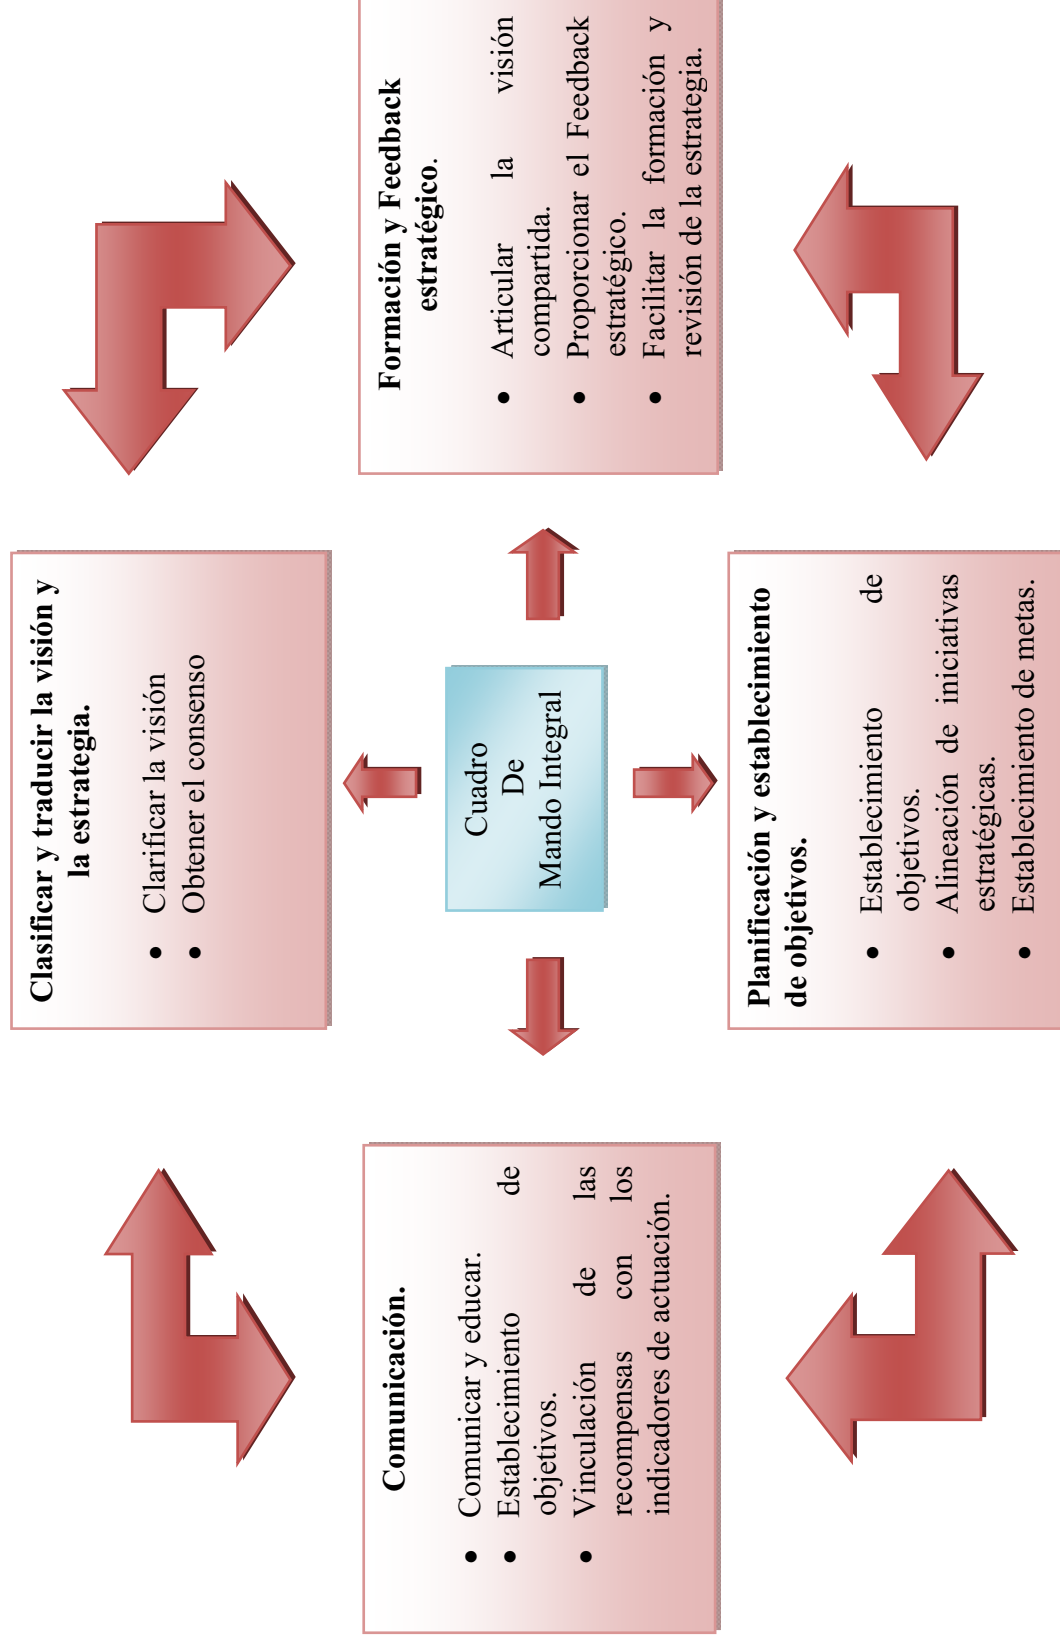 Clasificar y traducir la visión y
la estrategia.
• Clarificar la visión
• Obtener el consenso
Comunicación.
• Comunicar y educar.
• Establecimiento de
objetivos.
• Vinculación de las
recompensas con los
indicadores de actuación.
Cuadro
De
Mando Integral
Formación y Feedback
estratégico.
• Articular la visión
compartida.
• Proporcionar el Feedback
estratégico.
• Facilitar la formación y
revisión de la estrategia.
Planificación y establecimiento
de objetivos.
• Establecimiento de
objetivos.
• Alineación de iniciativas
estratégicas.
• Establecimiento de metas.